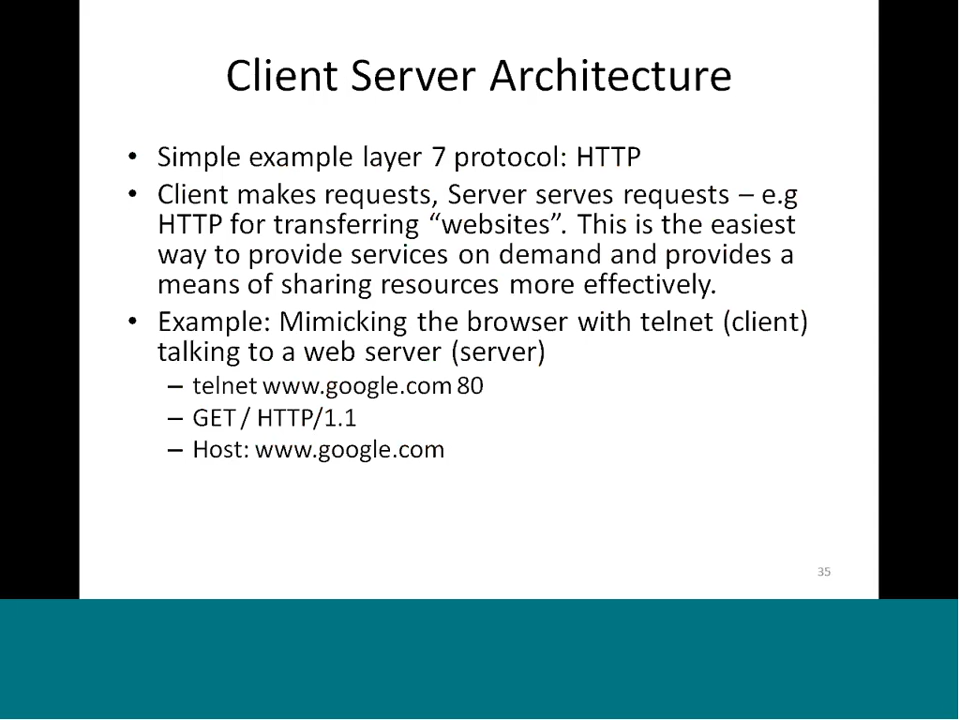 Client Server Architecture
• Simple example layer 7 protocol: HTTP
• Client makes requests, Server serves requests – e.g
HTTP for transferring “websites”. This is the easiest
way to provide services on demand and provides a
means of sharing resources more effectively.
• Example: Mimicking the browser with telnet (client)
talking to a web server (server)
– telnet www.google.com 80
– GET / HTTP/1.1
– Host: www.google.com
35